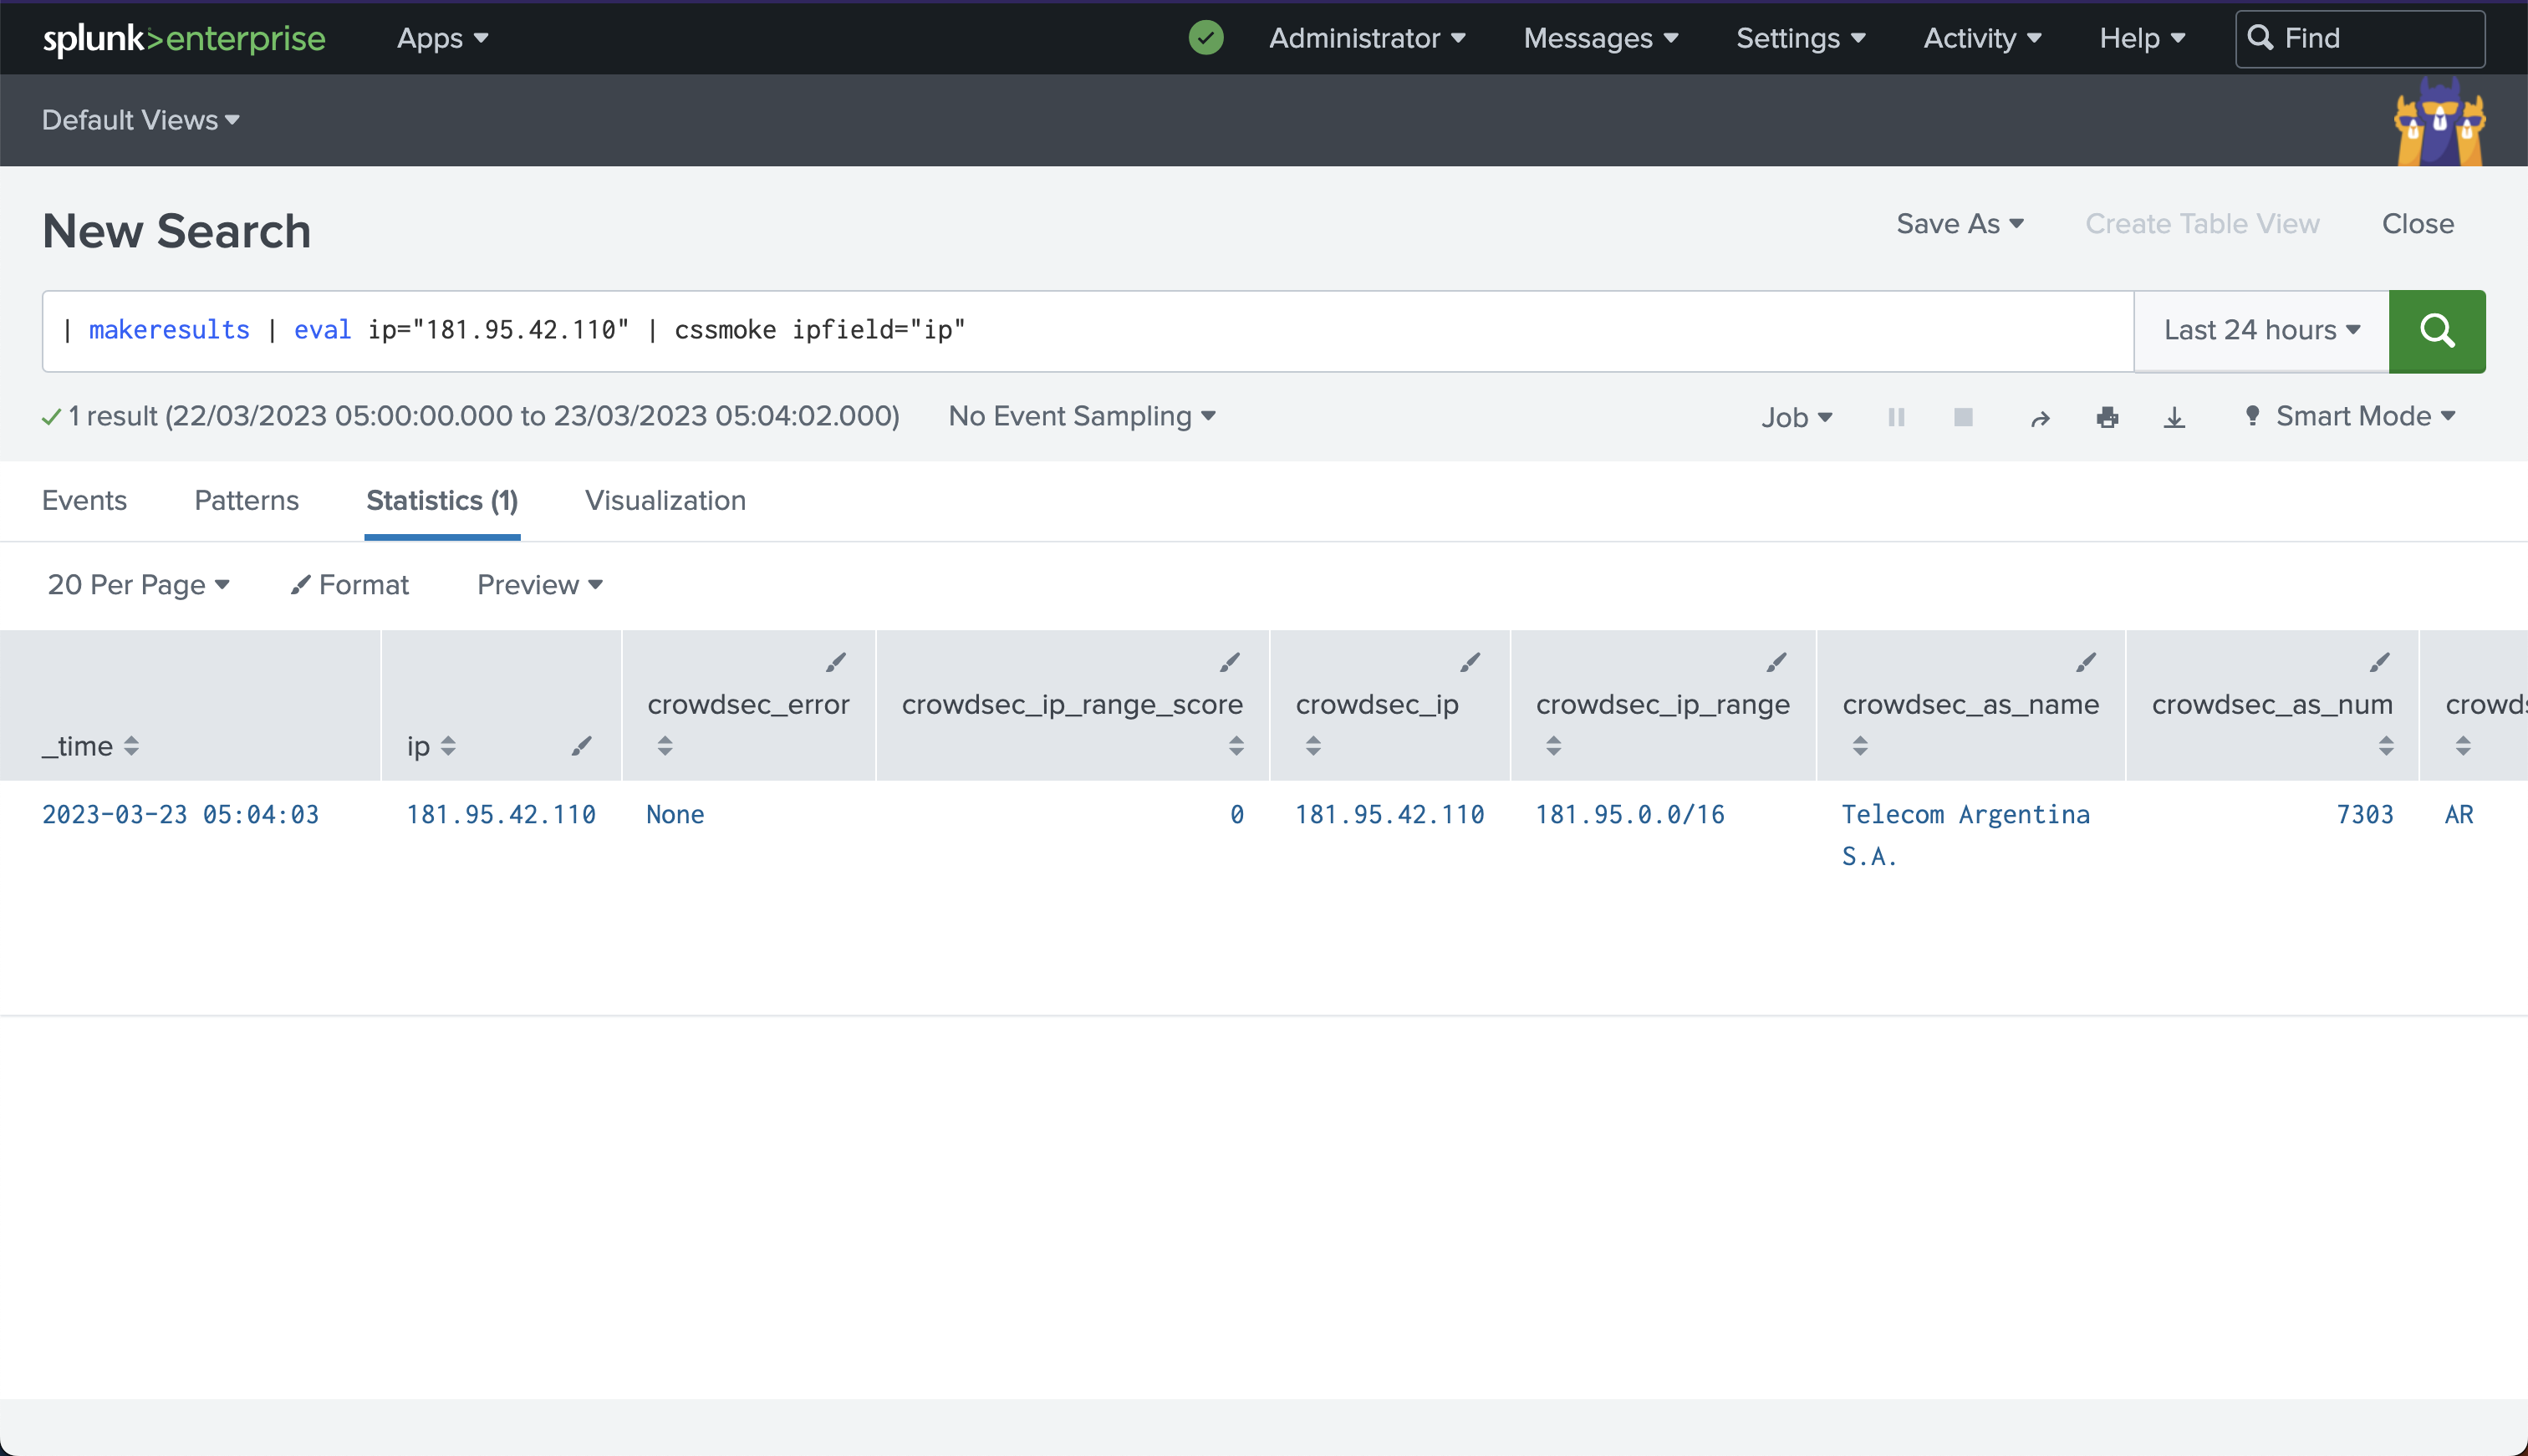 splunk>enterprise Apps Administrator Messages Settings Activity Help Find
Default Views
New Search Save As Create Table View Close
| makeresults | eval ip="181.95.42.110" | cssmoke ipfield="ip" Last 24 hours
1 result (22/03/2023 05:00:00.000 to 23/03/2023 05:04:02.000) No Event Sampling Job Smart Mode
Events Patterns Statistics (1) Visualization
20 Per Page Format Preview
_time ip crowdsec_error crowdsec_ip_range_score crowdsec_ip crowdsec_ip_range crowdsec_as_name crowdsec_as_num
2023-03-23 05:04:03 181.95.42.110 None 0 181.95.42.110 181.95.0.0/16 Telecom Argentina 7303 AR
S.A.